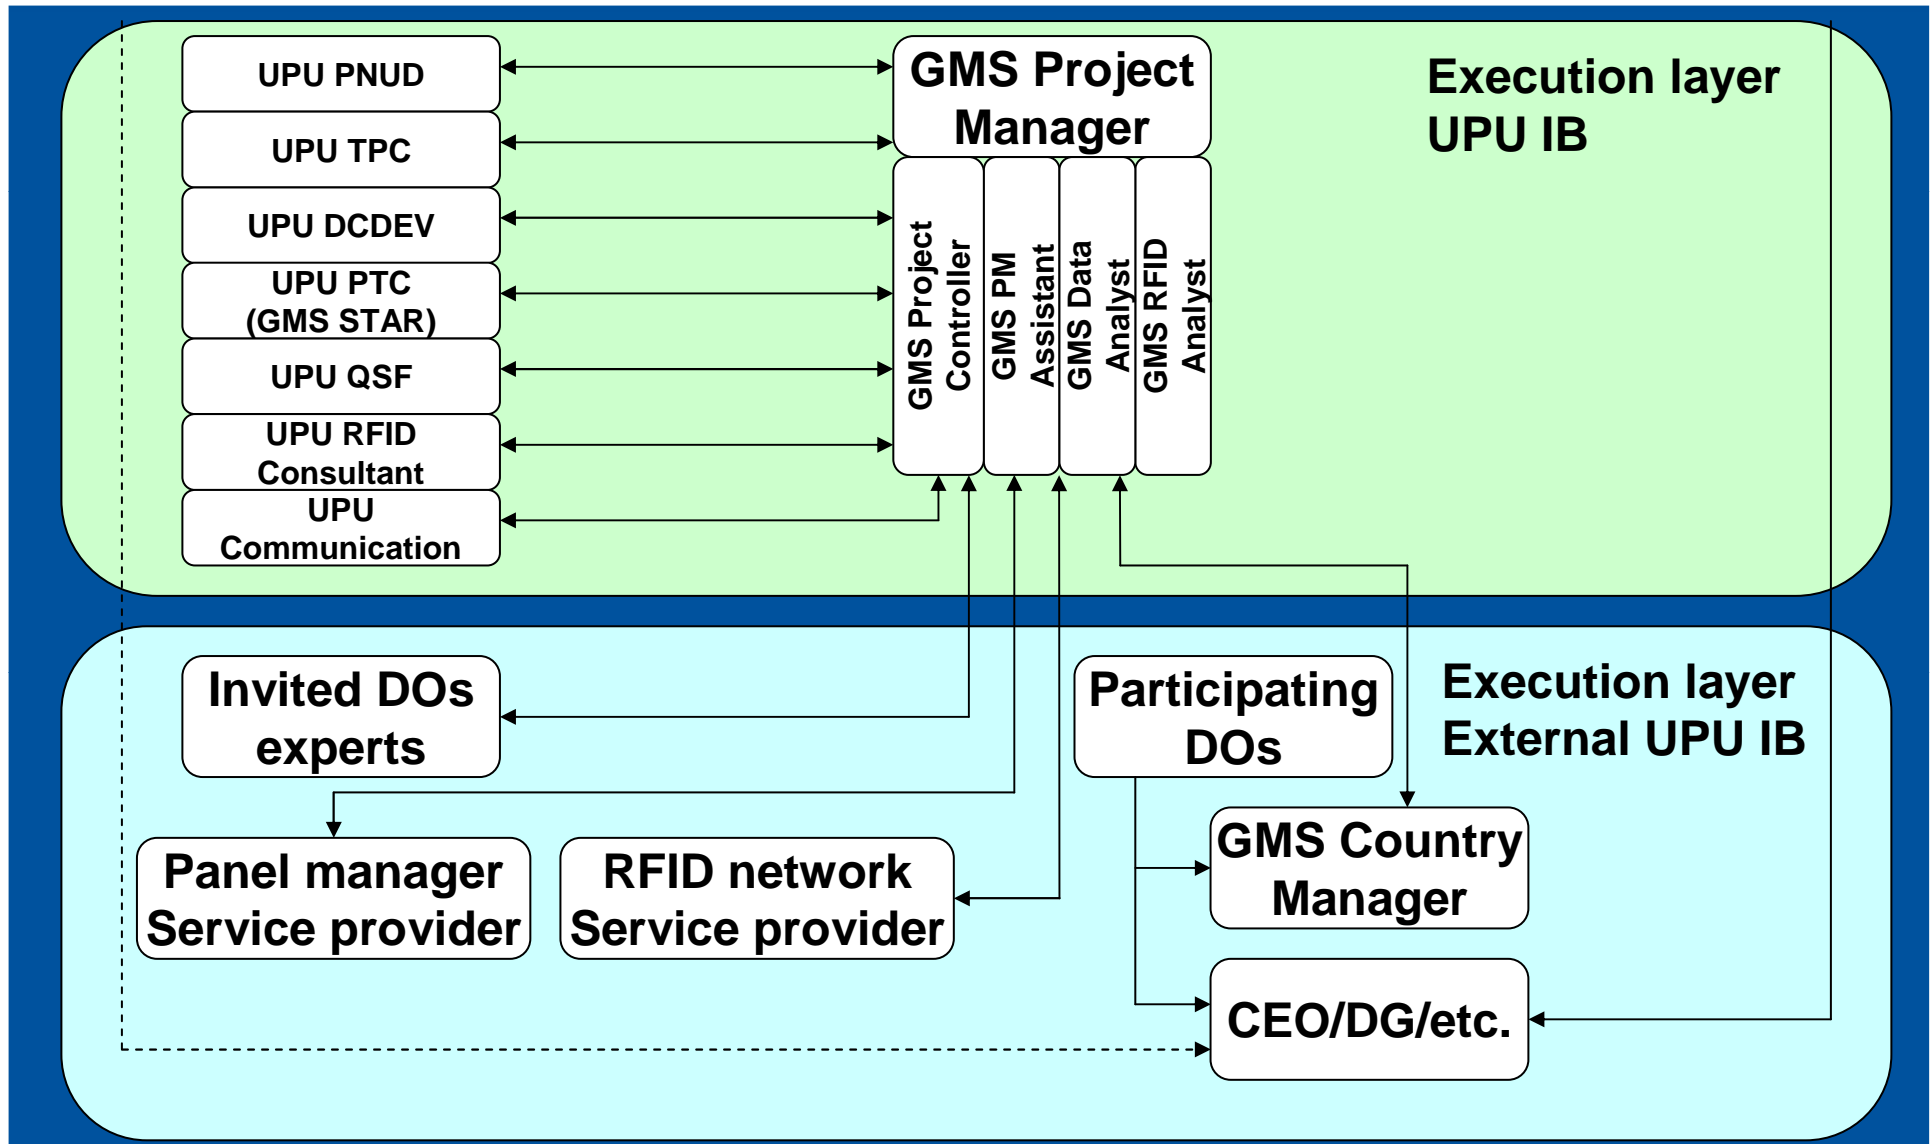 UPU PNUD
UPU TPC
UPU DCDEV
UPU PTC
(GMS STAR)
UPU QSF
UPU RFID
Consultant
UPU
Communication
GMS Project
Manager
GMS Project
Controller
GMS PM
Assistant
GMS Data
Analyst
GMS RFID
Analyst
Execution layer
UPU IB
Invited DOs
experts
Participating
DOs
Execution layer
External UPU IB
Panel manager
Service provider
RFID network
Service provider
GMS Country
Manager
CEO/DG/etc.